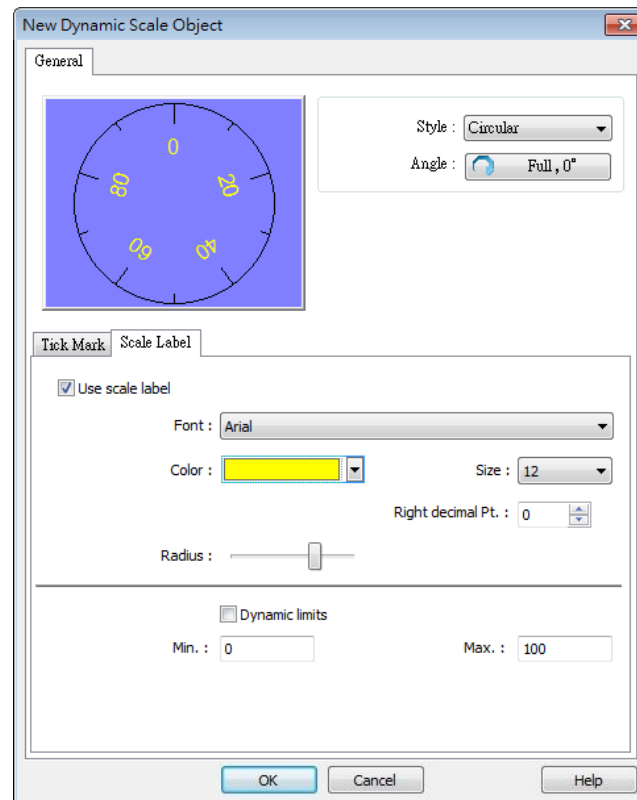 New Dynamic Scale Object
General
0
20
40
60
80
Style : Circular
Angle : Full , 0°
Tick Mark Scale Label
Use scale label
Font : Arial
Color : Size : 12
Right decimal Pt. : 0
Radius :
Dynamic limits
Min. : 0 Max. : 100
OK Cancel Help